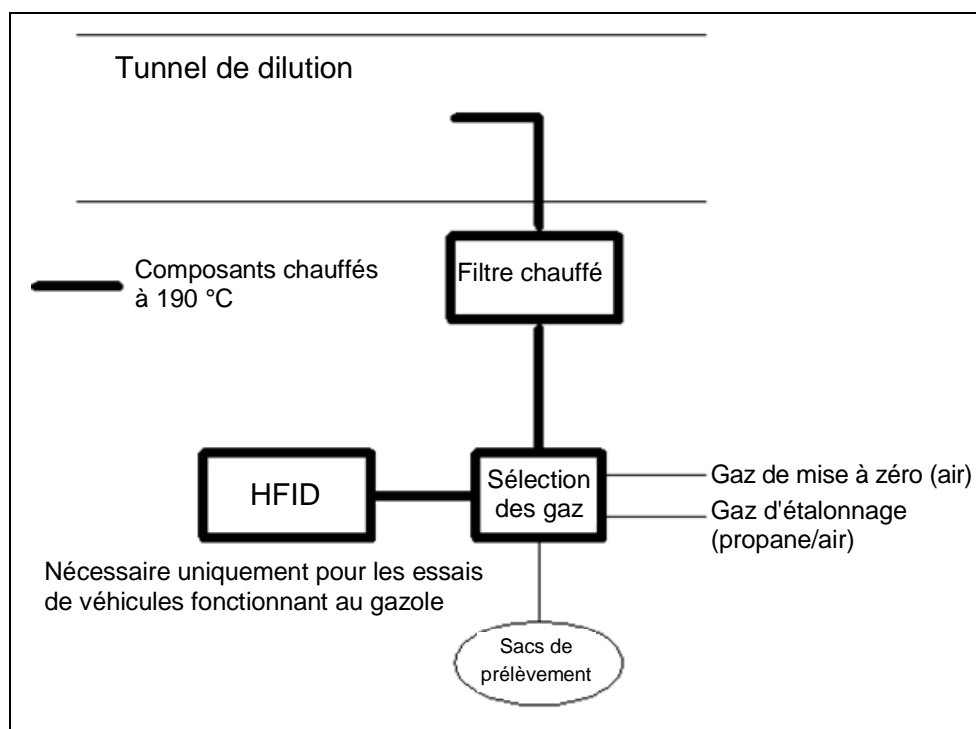 Tunnel de dilution
Composants chauffés
à 190 °C
Filtre chauffé
HFID
Sélection
des gaz
Gaz de mise à zéro (air)
Gaz d'étalonnage
(propane/air)
Nécessaire uniquement pour les essais
de véhicules fonctionnant au gazole
Sacs de
prélèvement